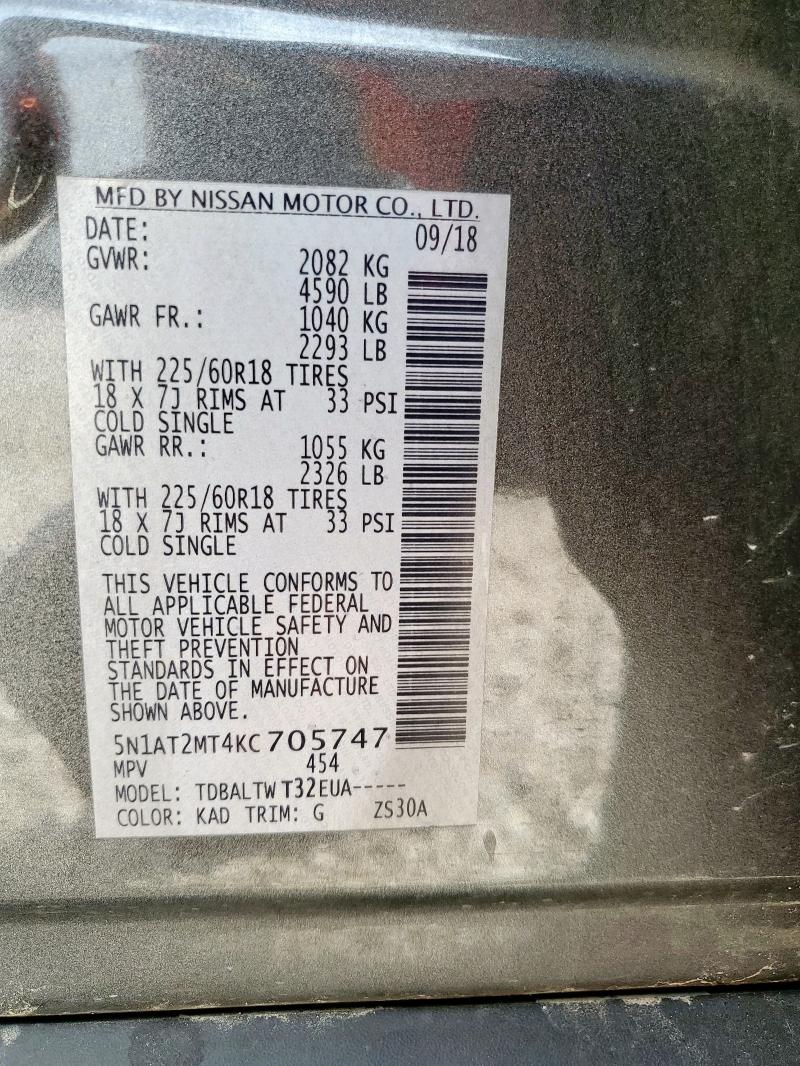 MFD BY NISSAN MOTOR CO., LTD.
DATE: 09/18
GVWR: 2082 KG
4590 LB
GAWR FR.: 1040 KG
2293 LB
WITH 225/60R18 TIRES
18 X 7J RIMS AT 33 PSI
COLD SINGLE
GAWR RR.: 1055 KG
2326 LB
WITH 225/60R18 TIRES
18 X 7J RIMS AT 33 PSI
COLD SINGLE
THIS VEHICLE CONFORMS TO
ALL APPLICABLE FEDERAL
MOTOR VEHICLE SAFETY AND
THEFT PREVENTION
STANDARDS IN EFFECT ON
THE DATE OF MANUFACTURE
SHOWN ABOVE.
5N1AT2MT4KC705747
MPV 454
MODEL: TDBALTWT32EUA-----
COLOR: KAD TRIM: G ZS30A